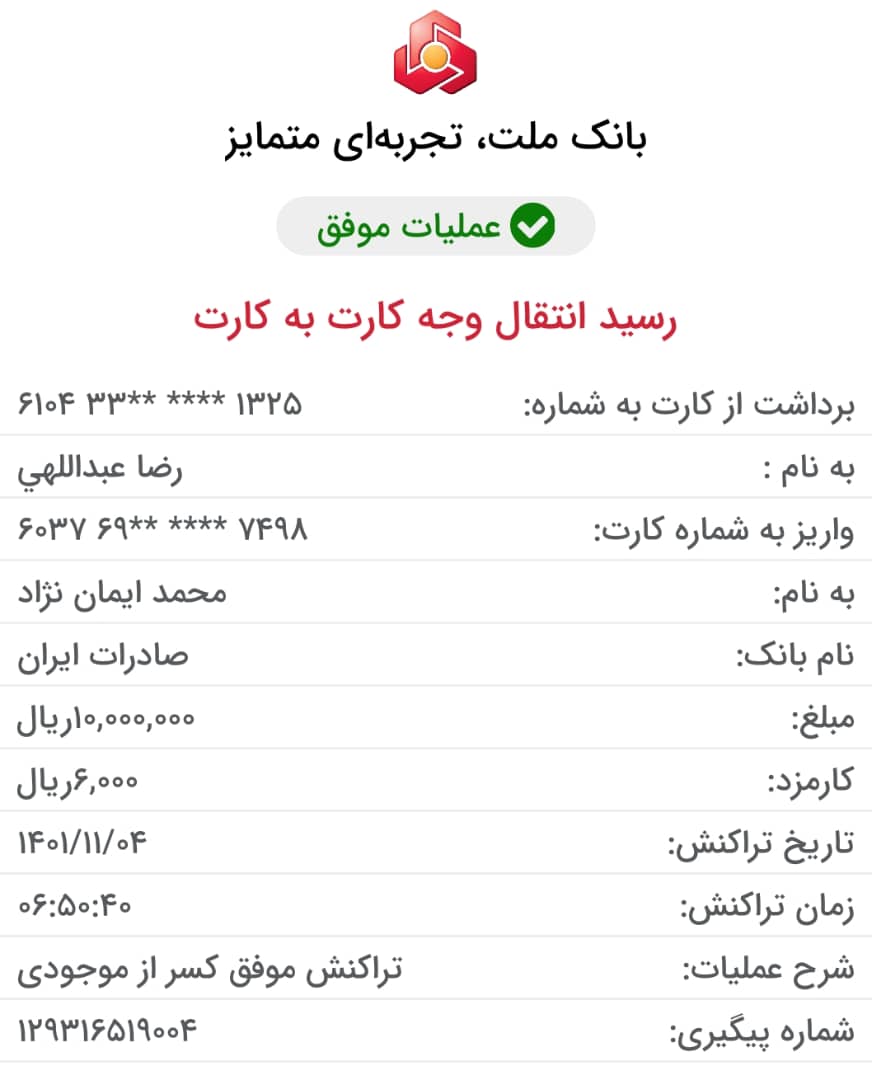 بانک ملت، تجربه‌ای متمایز
عملیات موفق
رسید انتقال وجه کارت به کارت
برداشت از کارت به شماره: ۶۱۰۴ ۳۳** **** ۱۳۲۵
به نام : رضا عبداللهي
واریز به شماره کارت: ۶۰۳۷ ۶۹** **** ۷۴۹۸
به نام: محمد ایمان نژاد
نام بانک: صادرات ایران
مبلغ: ۱۰,۰۰۰,۰۰۰ریال
کارمزد: ۶,۰۰۰ریال
تاریخ تراکنش: ۱۴۰۱/۱۱/۰۴
زمان تراکنش: ۰۶:۵۰:۴۰
شرح عملیات: تراکنش موفق کسر از موجودی
شماره پیگیری: ۱۲۹۳۱۶۵۱۹۰۰۴